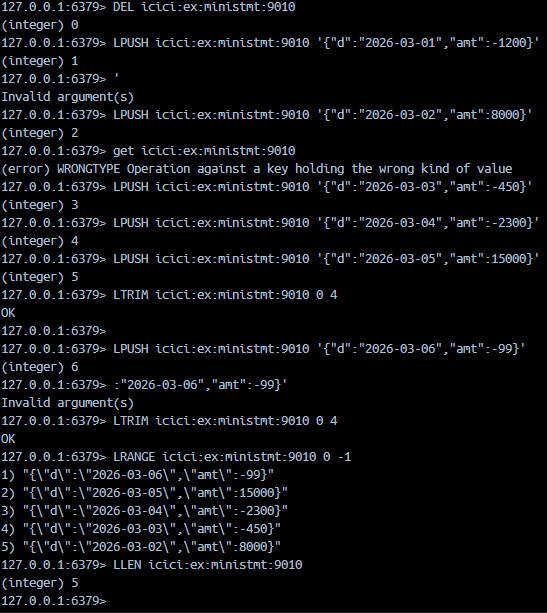 127.0.0.1:6379> DEL icici:ex:ministmt:9010
(integer) 0
127.0.0.1:6379> LPUSH icici:ex:ministmt:9010 '{"d":"2026-03-01","amt":-1200}'
(integer) 1
127.0.0.1:6379> '
Invalid argument(s)
127.0.0.1:6379> LPUSH icici:ex:ministmt:9010 '{"d":"2026-03-02","amt":8000}'
(integer) 2
127.0.0.1:6379> get icici:ex:ministmt:9010
(error) WRONGTYPE Operation against a key holding the wrong kind of value
127.0.0.1:6379> LPUSH icici:ex:ministmt:9010 '{"d":"2026-03-03","amt":-450}'
(integer) 3
127.0.0.1:6379> LPUSH icici:ex:ministmt:9010 '{"d":"2026-03-04","amt":-2300}'
(integer) 4
127.0.0.1:6379> LPUSH icici:ex:ministmt:9010 '{"d":"2026-03-05","amt":15000}'
(integer) 5
127.0.0.1:6379> LTRIM icici:ex:ministmt:9010 0 4
OK
127.0.0.1:6379>
127.0.0.1:6379> LPUSH icici:ex:ministmt:9010 '{"d":"2026-03-06","amt":-99}'
(integer) 6
127.0.0.1:6379> :"2026-03-06","amt":-99}'
Invalid argument(s)
127.0.0.1:6379> LTRIM icici:ex:ministmt:9010 0 4
OK
127.0.0.1:6379> LRANGE icici:ex:ministmt:9010 0 -1
1) "{\"d\":\"2026-03-06\",\"amt\":-99}"
2) "{\"d\":\"2026-03-05\",\"amt\":15000}"
3) "{\"d\":\"2026-03-04\",\"amt\":-2300}"
4) "{\"d\":\"2026-03-03\",\"amt\":-450}"
5) "{\"d\":\"2026-03-02\",\"amt\":8000}"
127.0.0.1:6379> LLEN icici:ex:ministmt:9010
(integer) 5
127.0.0.1:6379>